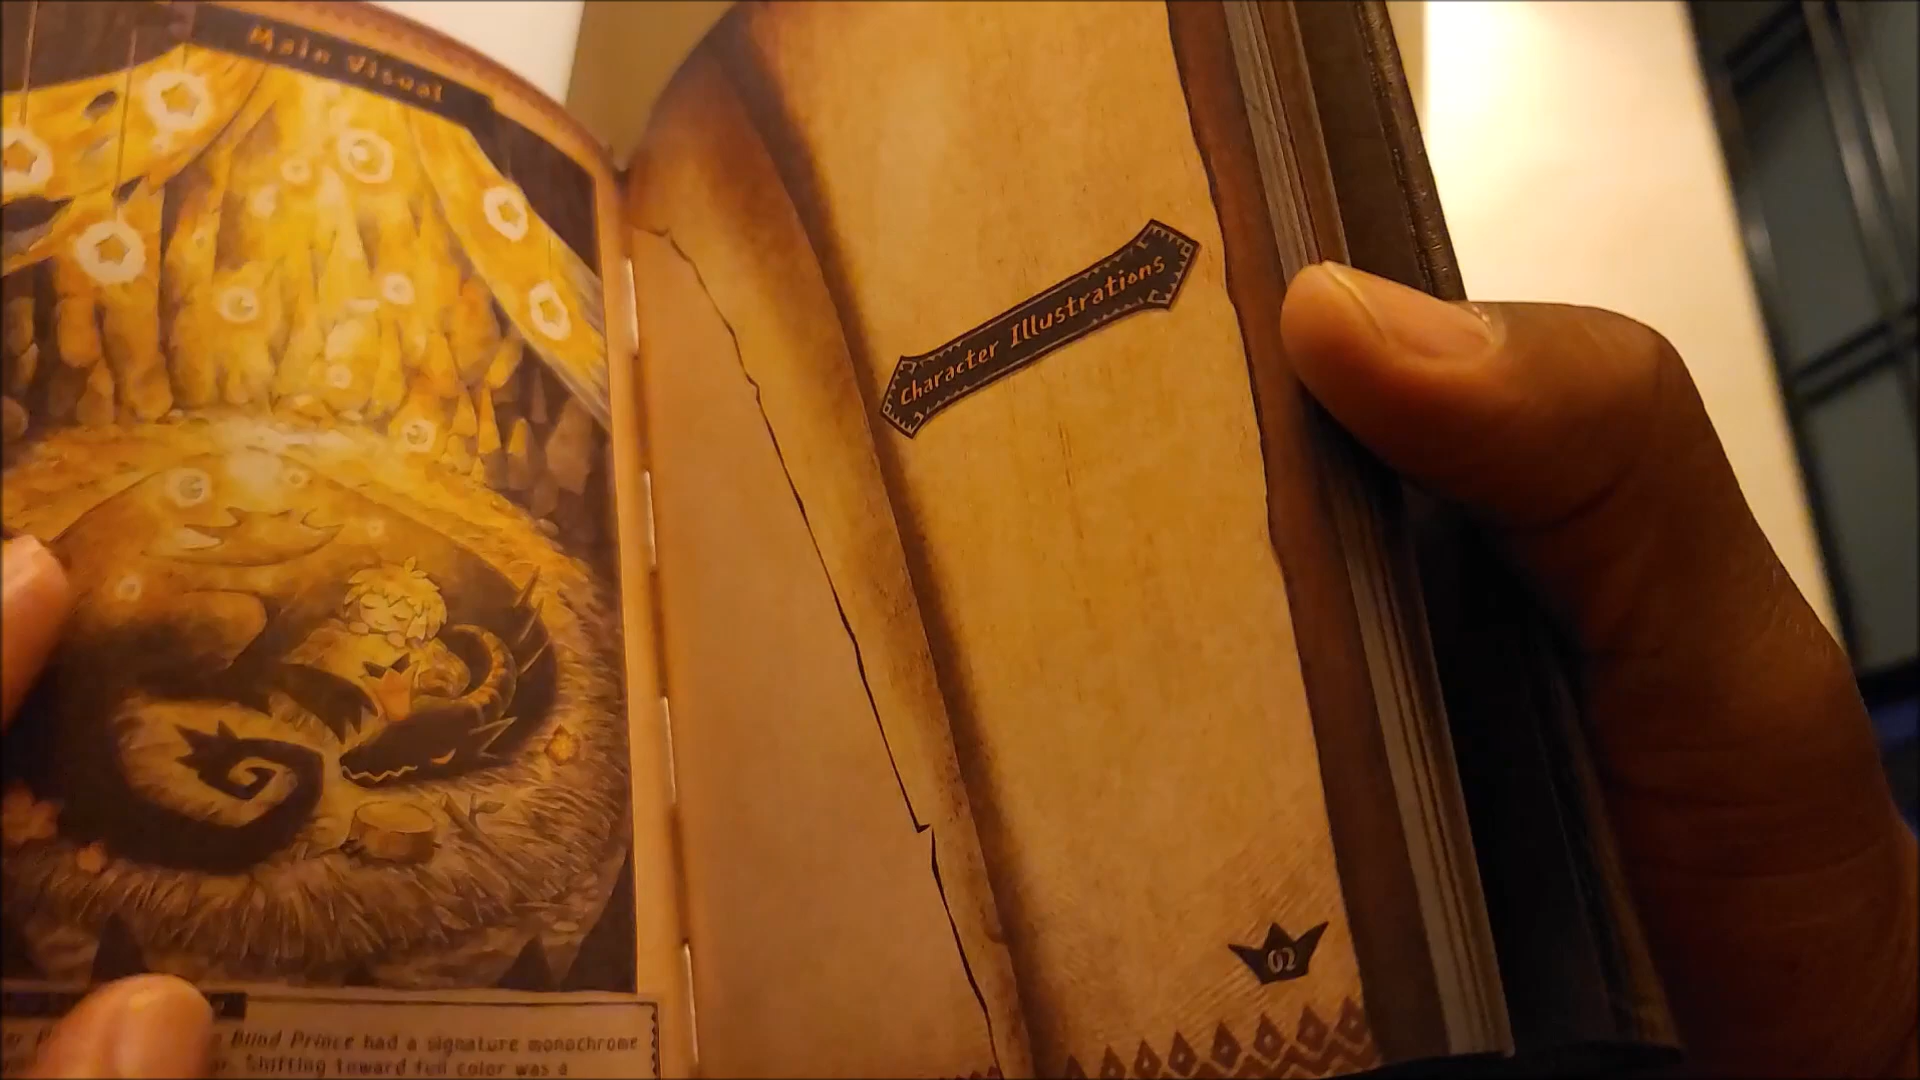 Main Visual
Blind Prince had a signature monochrome
Shifting toward full color was a
Character Illustrations
02